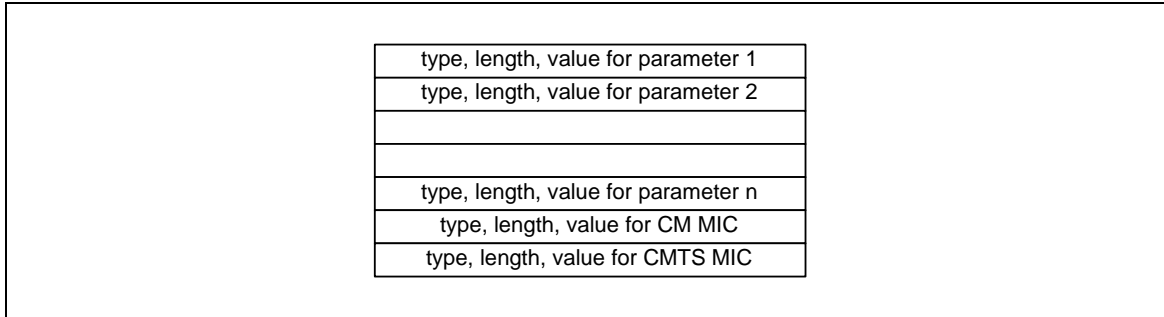 type, length, value for parameter 1
type, length, value for parameter 2
type, length, value for parameter n
type, length, value for CM MIC
type, length, value for CMTS MIC